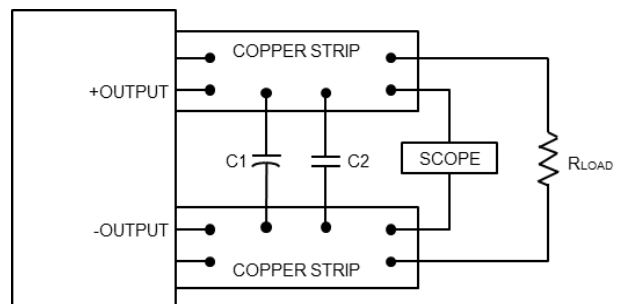 COPPER STRIP
+OUTPUT
C1
C2
SCOPE
RLOAD
-OUTPUT
COPPER STRIP